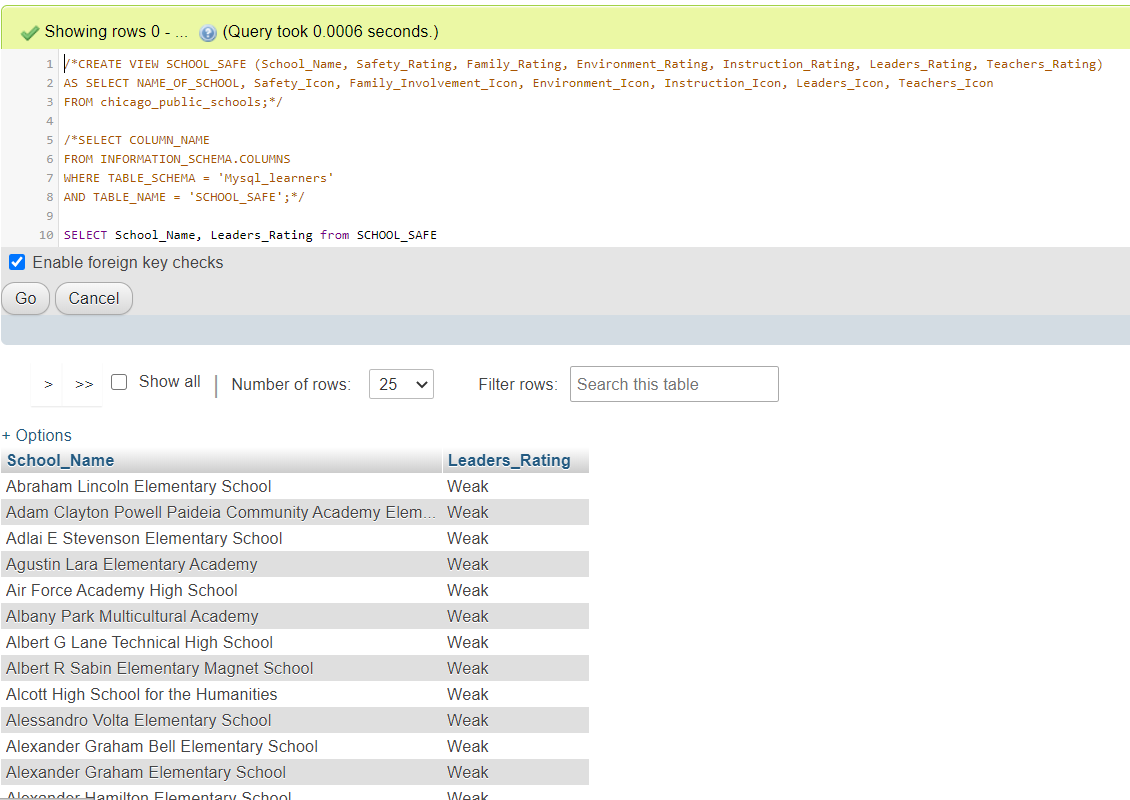 Showing rows 0 - ... (Query took 0.0006 seconds.)
1 /*CREATE VIEW SCHOOL_SAFE (School_Name, Safety_Rating, Family_Rating, Environment_Rating, Instruction_Rating, Leaders_Rating, Teachers_Rating)
2 AS SELECT NAME_OF_SCHOOL, Safety_Icon, Family_Involvement_Icon, Environment_Icon, Instruction_Icon, Leaders_Icon, Teachers_Icon
3 FROM chicago_public_schools;*/
4
5 /*SELECT COLUMN_NAME
6 FROM INFORMATION_SCHEMA.COLUMNS
7 WHERE TABLE_SCHEMA = 'Mysql_learners'
8 AND TABLE_NAME = 'SCHOOL_SAFE';*/
9
10 SELECT School_Name, Leaders_Rating from SCHOOL_SAFE
Enable foreign key checks
Go Cancel
> >> Show all | Number of rows: 25 Filter rows: Search this table
+ Options
School_Name Leaders_Rating
Abraham Lincoln Elementary School Weak
Adam Clayton Powell Paideia Community Academy Elem... Weak
Adlai E Stevenson Elementary School Weak
Agustin Lara Elementary Academy Weak
Air Force Academy High School Weak
Albany Park Multicultural Academy Weak
Albert G Lane Technical High School Weak
Albert R Sabin Elementary Magnet School Weak
Alcott High School for the Humanities Weak
Alessandro Volta Elementary School Weak
Alexander Graham Bell Elementary School Weak
Alexander Graham Elementary School Weak
Alexander Hamilton Elementary School Weak